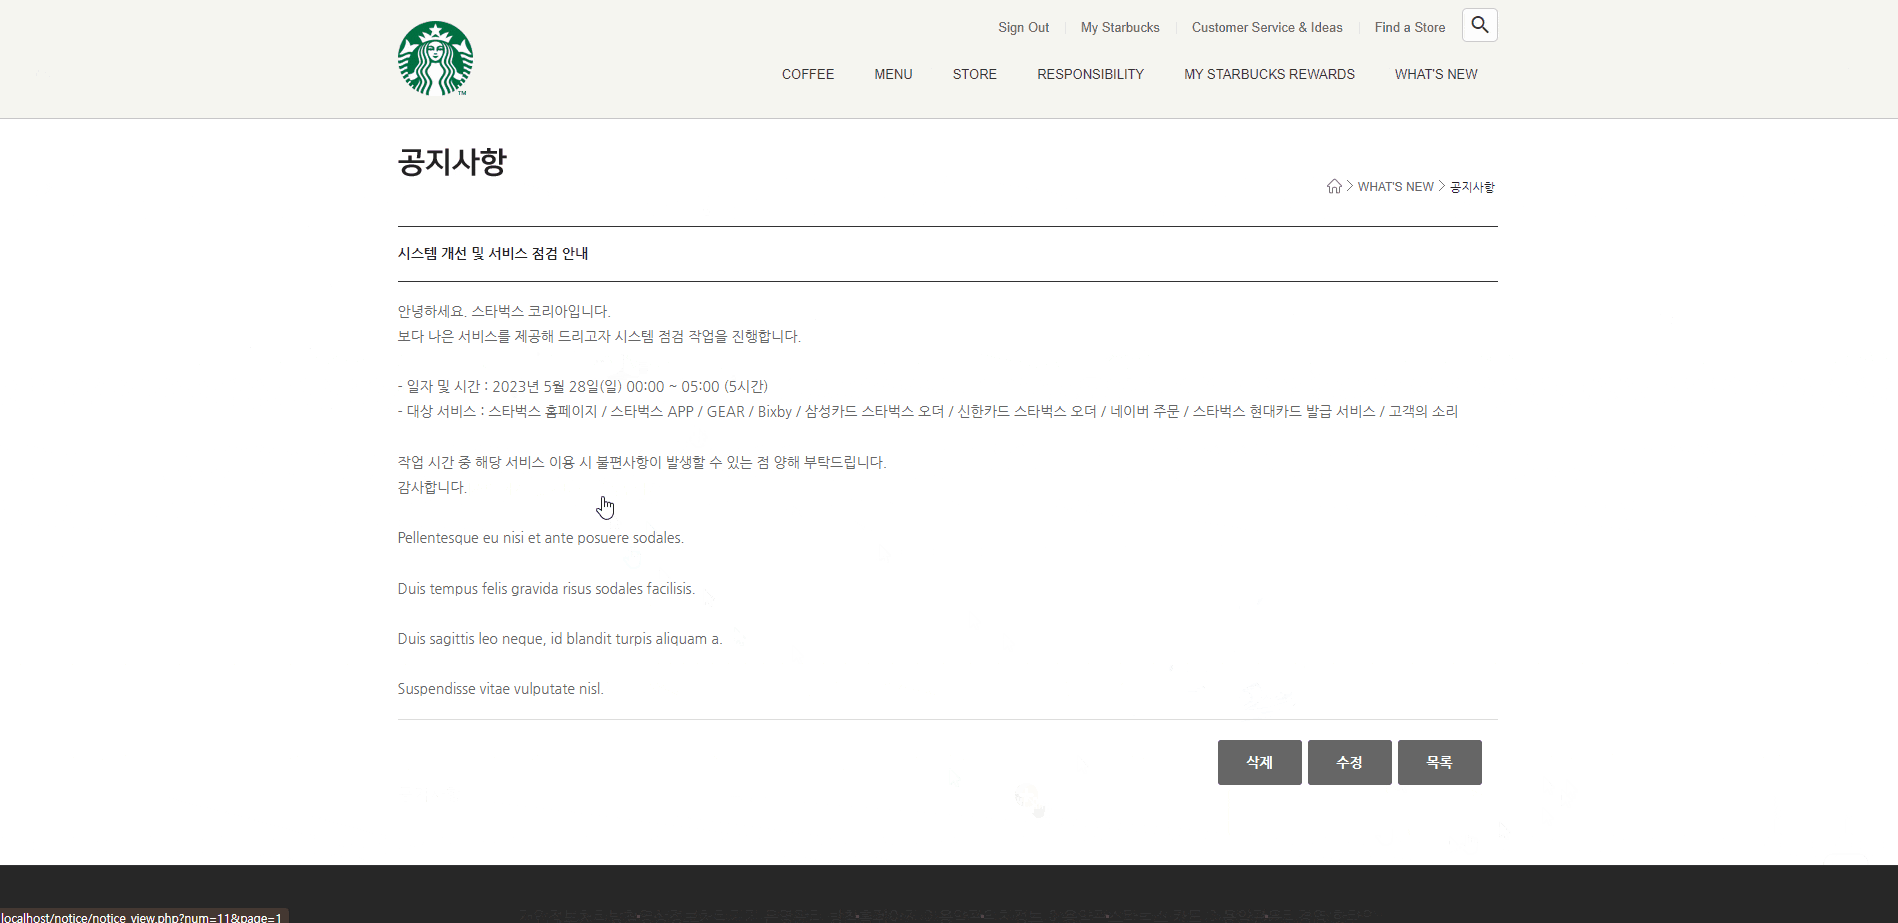 Sign Out
My Starbucks
Customer Service & Ideas
Find a Store
COFFEE
MENU
STORE
RESPONSIBILITY
MY STARBUCKS REWARDS
WHAT'S NEW
TM
공지사항
WHAT'S NEW
공지사항
시스템 개선 및 서비스 점검 안내
안녕하세요. 스타벅스 코리아입니다.
보다 나은 서비스를 제공해 드리고자 시스템 점검 작업을 진행합니다.
- 일자 및 시간 : 2023년 5월 28일(일) 00:00 ~ 05:00 (5시간)
- 대상 서비스 : 스타벅스 홈페이지 / 스타벅스 APP / GEAR / Bixby / 삼성카드 스타벅스 오더 / 신한카드 스타벅스 오더 / 네이버 주문 / 스타벅스 현대카드 발급 서비스 / 고객의 소리
작업 시간 중 해당 서비스 이용 시 불편사항이 발생할 수 있는 점 양해 부탁드립니다.
감사합니다.
Pellentesque eu nisi et ante posuere sodales.
Duis tempus felis gravida risus sodales facilisis.
Duis sagittis leo neque, id blandit turpis aliquam a.
Suspendisse vitae vulputate nisl.
삭제
수정
목록
localhost/notice/notice_view.php?num=11&page=1